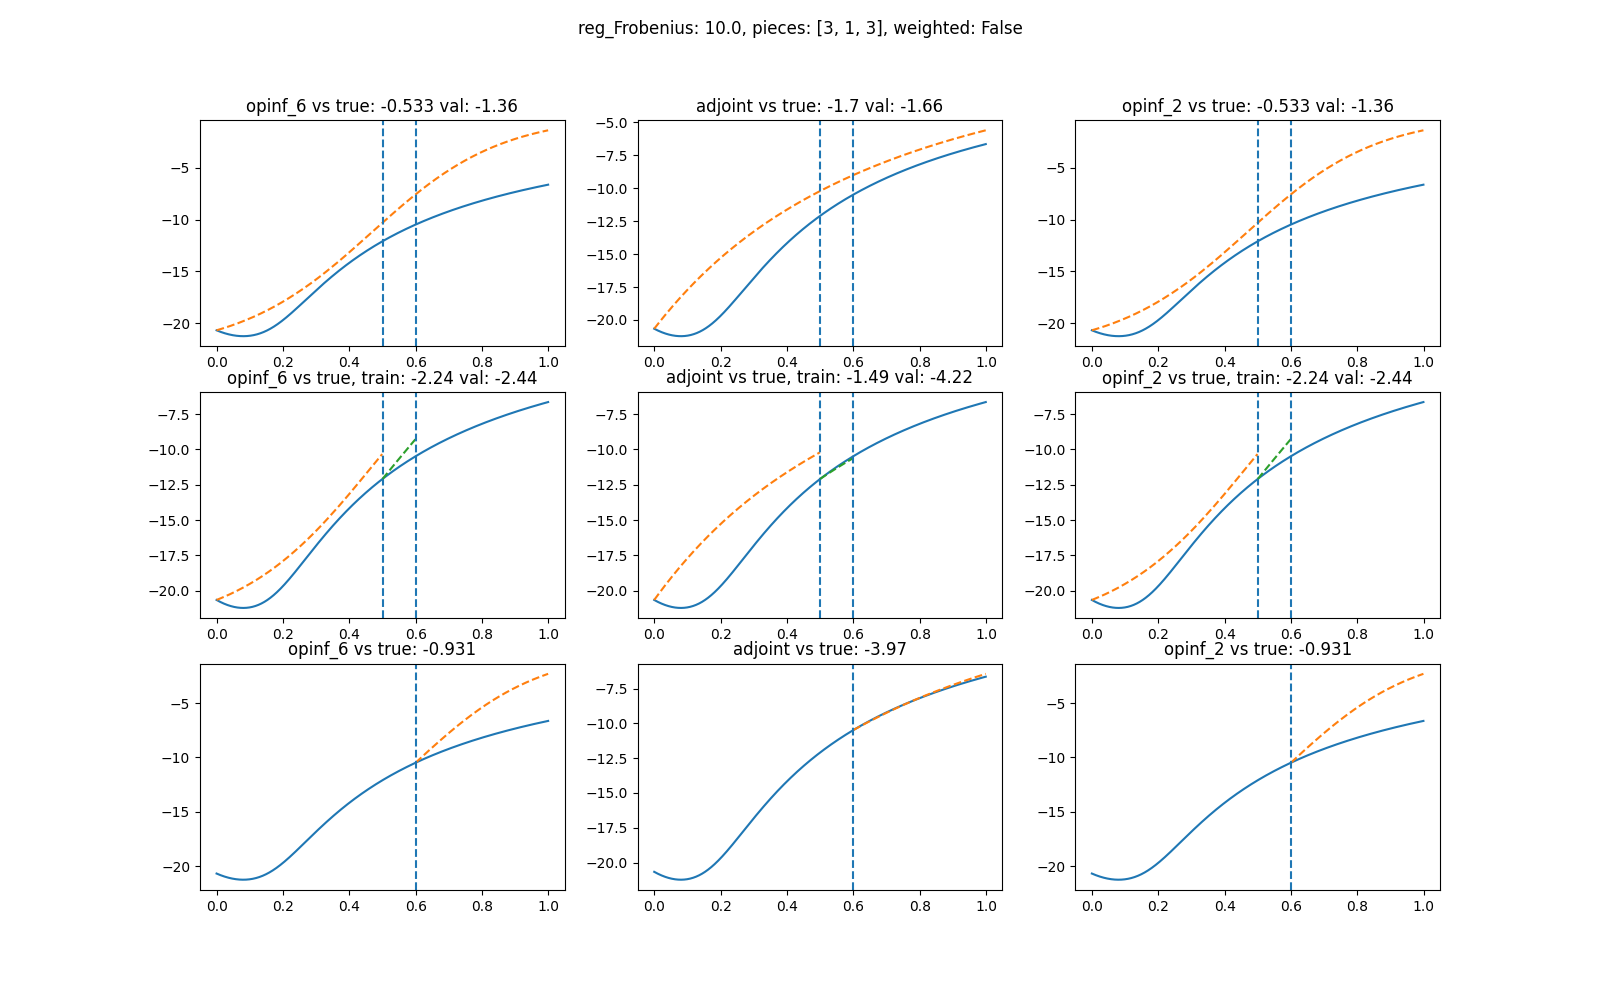 reg_Frobenius: 10.0, pieces: [3, 1, 3], weighted: False
opinf_6 vs true: -0.533 val: -1.36
adjoint vs true: -1.7 val: -1.66
opinf_2 vs true: -0.533 val: -1.36
−5
−10
−15
−20
0.0 0.2 0.4 0.6 0.8 1.0
−5.0
−7.5
−10.0
−12.5
−15.0
−17.5
−20.0
0.0 0.2 0.4 0.6 0.8 1.0
−5
−10
−15
−20
0.0 0.2 0.4 0.6 0.8 1.0
opinf_6 vs true, train: -2.24 val: -2.44
adjoint vs true, train: -1.49 val: -4.22
opinf_2 vs true, train: -2.24 val: -2.44
−7.5
−10.0
−12.5
−15.0
−17.5
−20.0
0.0 0.2 0.4 0.6 0.8 1.0
−7.5
−10.0
−12.5
−15.0
−17.5
−20.0
0.0 0.2 0.4 0.6 0.8 1.0
−7.5
−10.0
−12.5
−15.0
−17.5
−20.0
0.0 0.2 0.4 0.6 0.8 1.0
opinf_6 vs true: -0.931
adjoint vs true: -3.97
opinf_2 vs true: -0.931
−5
−10
−15
−20
0.0 0.2 0.4 0.6 0.8 1.0
−7.5
−10.0
−12.5
−15.0
−17.5
−20.0
0.0 0.2 0.4 0.6 0.8 1.0
−5
−10
−15
−20
0.0 0.2 0.4 0.6 0.8 1.0